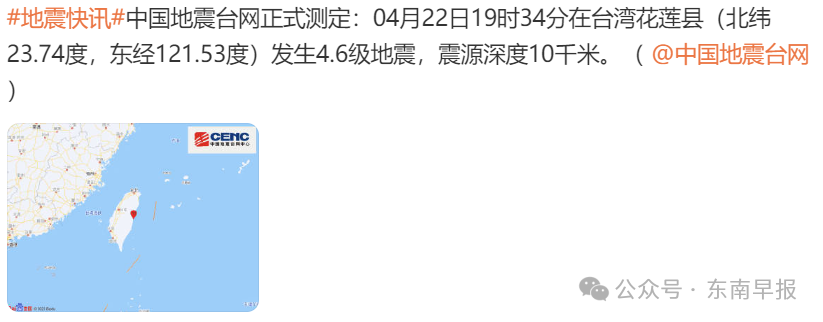 #地震快讯#中国地震台网正式测定：04月22日19时34分在台湾花莲县（北纬
23.74度，东经121.53度）发生4.6级地震，震源深度10千米。（ @中国地震台网
）
CENC
中国地震台网中心
公众号 · 东南早报